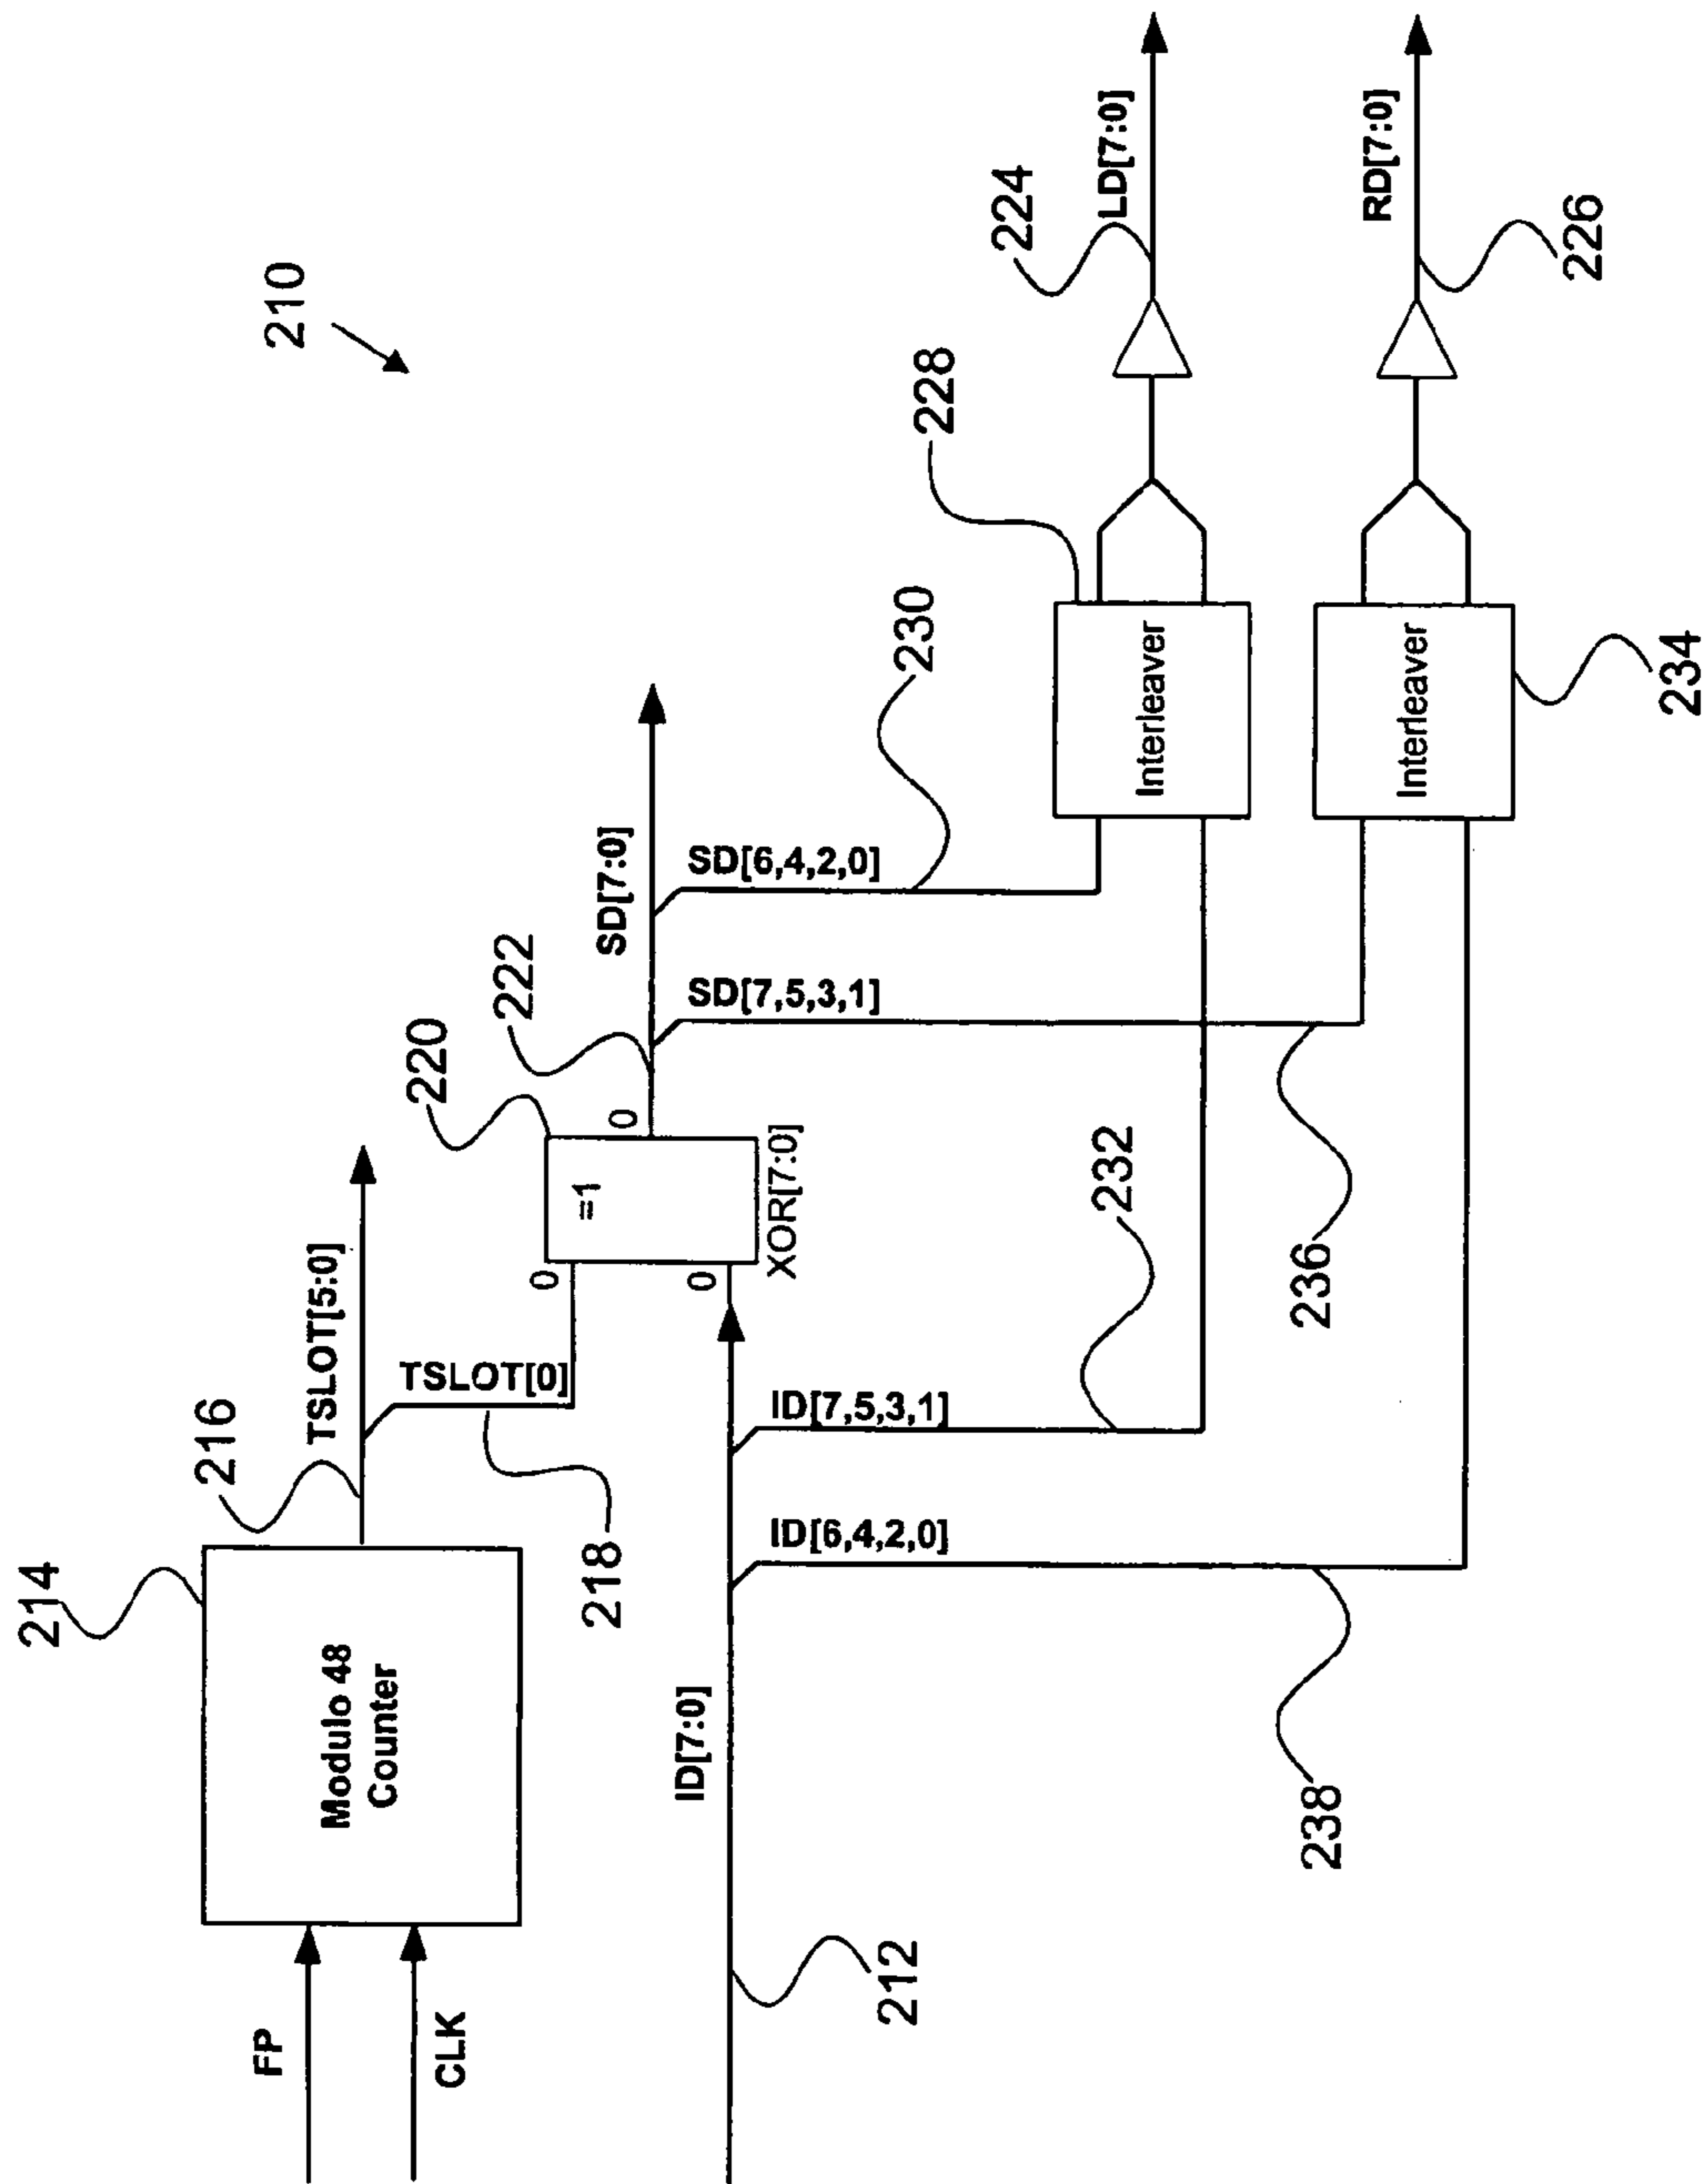 210
214
216
FP
CLK
Modulo 48
Counter
TSLOT[5:0]
TSLOT[0]
218
220
222
0
0
0
=1
XOR[7:0]
SD[7:0]
SD[6,4,2,0]
SD[7,5,3,1]
230
228
224
LD[7:0]
Interleaver
ID[7:0]
ID[7,5,3,1]
ID[6,4,2,0]
212
232
236
238
Interleaver
234
RD[7:0]
226